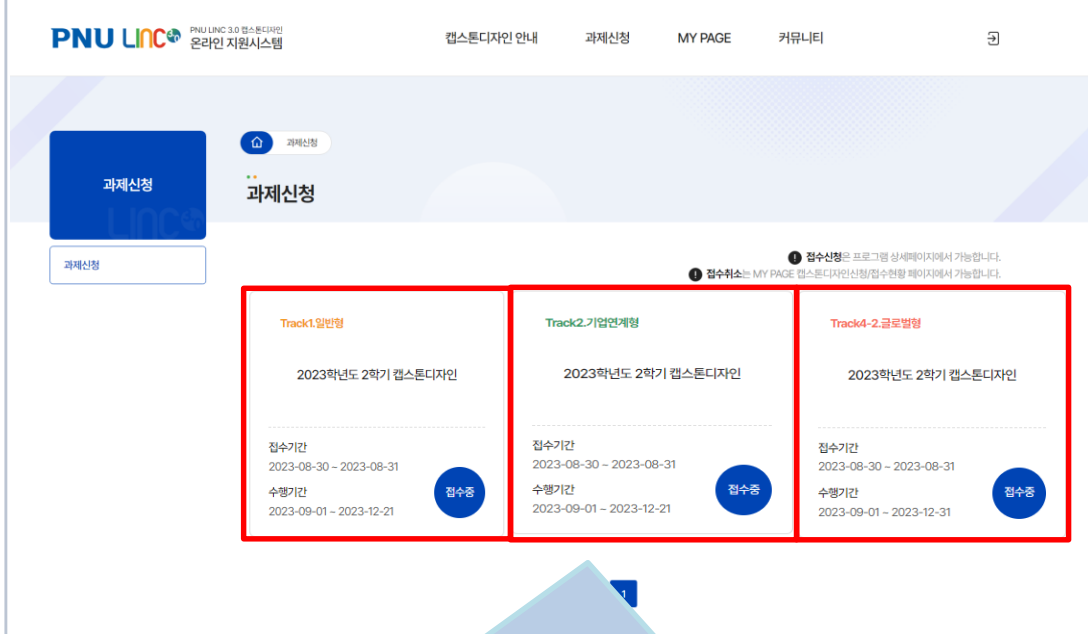 PNU LINC 3.0 캡스톤디자인
PNU LINC 온라인 지원시스템
캡스톤디자인 안내 과제신청 MY PAGE 커뮤니티
과제신청
과제신청
LINC
과제신청
과제신청
접수신청은 프로그램 상세페이지에서 가능합니다.
접수취소는 MY PAGE 캡스톤디자인신청/접수현황 페이지에서 가능합니다.
Track1.일반형
2023학년도 2학기 캡스톤디자인
접수기간
2023-08-30 ~ 2023-08-31
수행기간
2023-09-01 ~ 2023-12-21
접수중
Track2.기업연계형
2023학년도 2학기 캡스톤디자인
접수기간
2023-08-30 ~ 2023-08-31
수행기간
2023-09-01 ~ 2023-12-21
접수중
Track4-2.글로벌형
2023학년도 2학기 캡스톤디자인
접수기간
2023-08-30 ~ 2023-08-31
수행기간
2023-09-01 ~ 2023-12-31
접수중
1